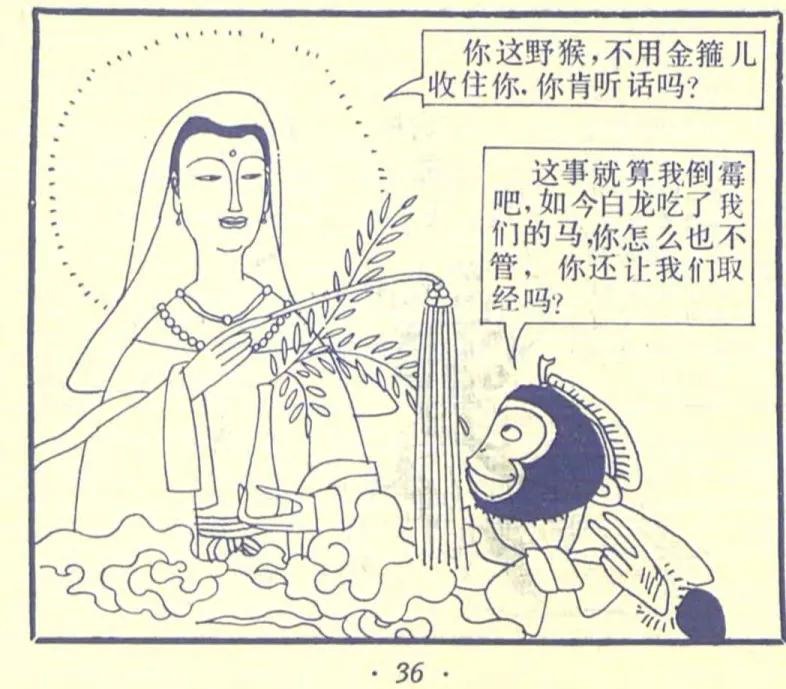 你这野猴，不用金箍儿
收住你．你肯听话吗？
这事就算我倒霉
吧，如今白龙吃了我
们的马，你怎么也不
管，你还让我们取
经吗？
· 36 ·